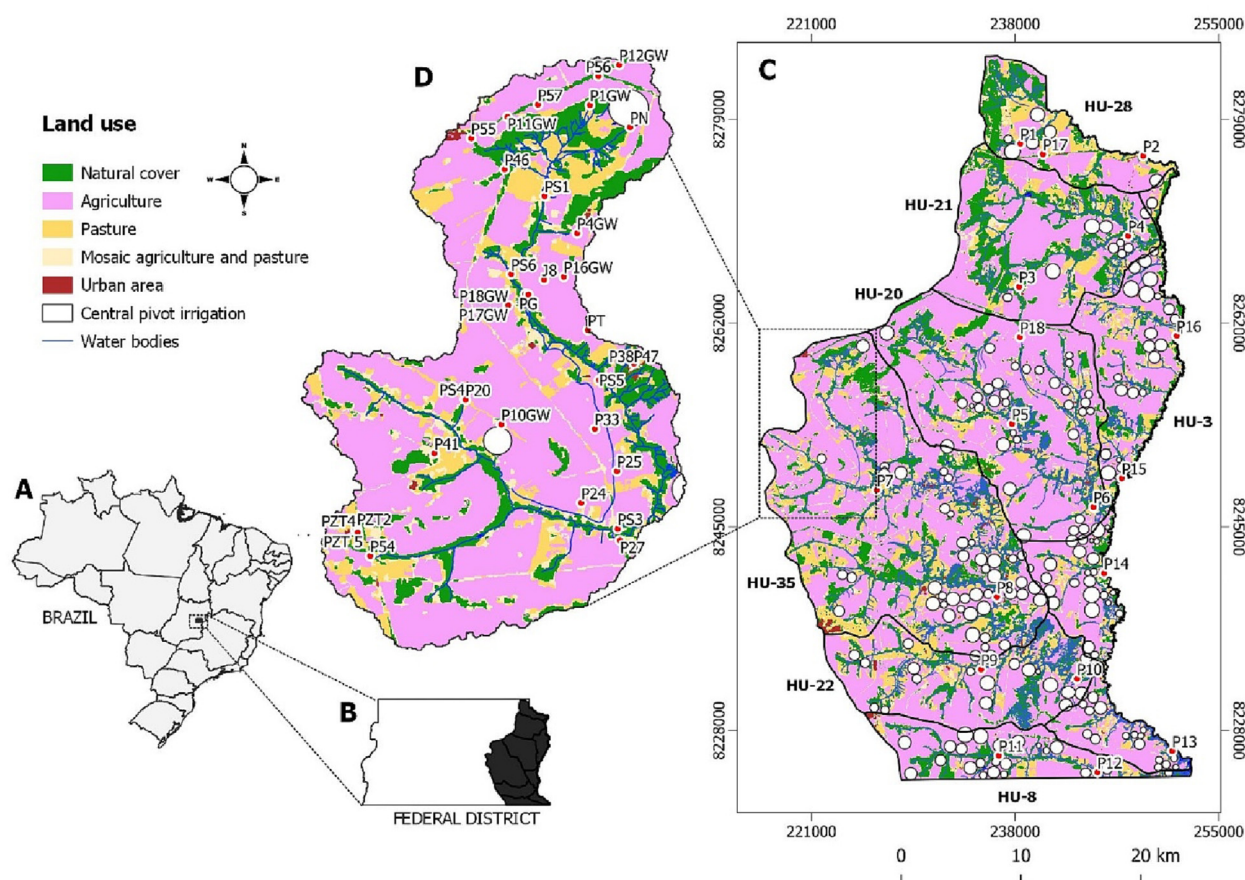 Land use
Natural cover
Agriculture
Pasture
Mosaic agriculture and pasture
Urban area
Central pivot irrigation
Water bodies
N
W
E
S
A
BRAZIL
B
FEDERAL DISTRICT
D
P12GW
P56
P57
P1GW
P11GW
PN
P55
P46
PS1
P4GW
PS6
J8
P16GW
PG
P18GW
P17GW
PT
P38
P47
PS5
PS4
P20
P10GW
P33
P41
P25
P24
PZT4
PZT2
PZT 5
P54
PS3
P27
C
221000
238000
255000
8279000
8262000
8245000
8228000
8279000
8262000
8245000
8228000
HU-28
P1
P17
P2
HU-21
P4
P3
HU-20
P18
P16
HU-3
P5
P15
P7
P6
P14
HU-35
P8
P9
P10
HU-22
P11
P13
P12
HU-8
221000
238000
255000
0
10
20 km